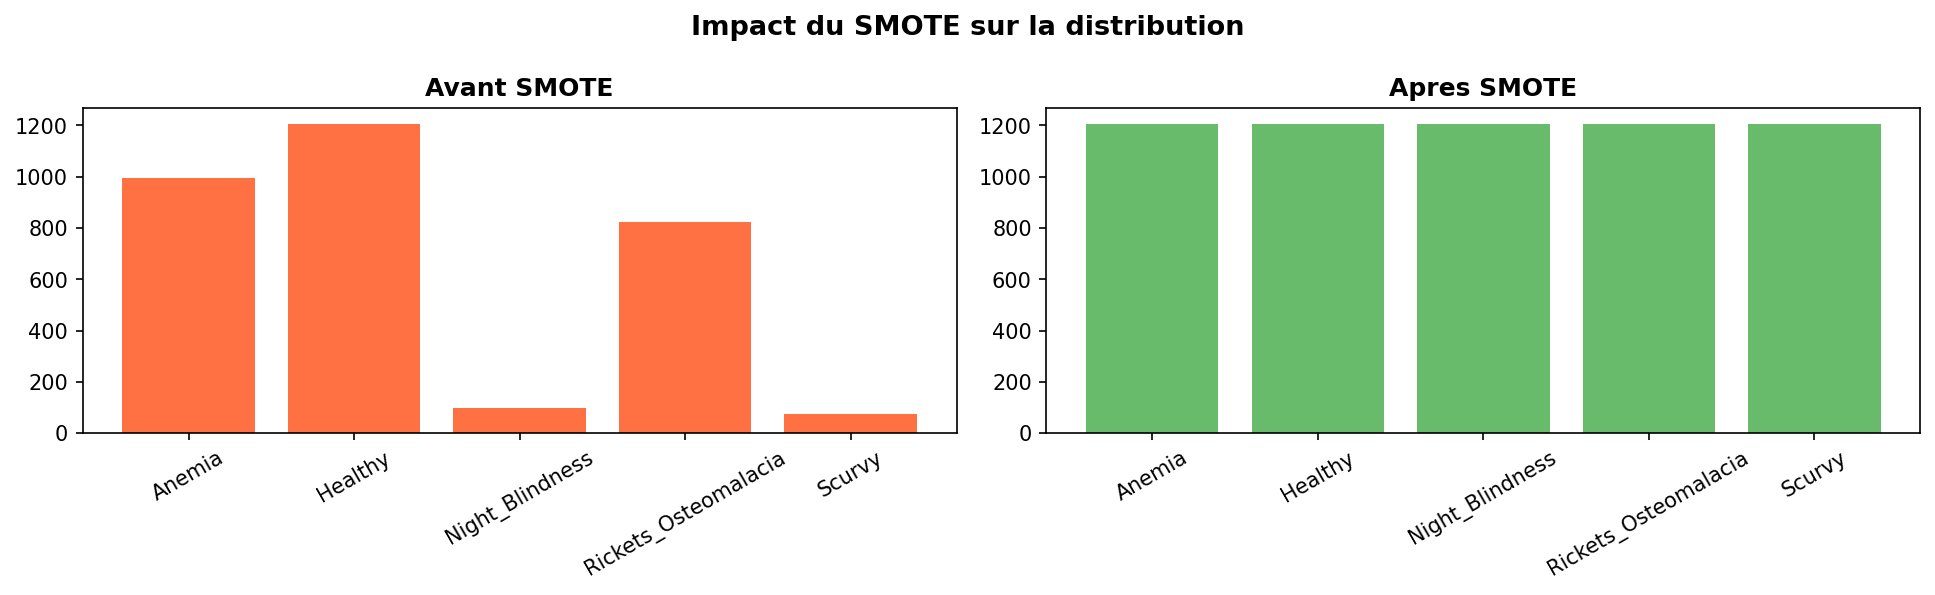 Impact du SMOTE sur la distribution
Avant SMOTE
1200
1000
800
600
400
200
0
Anemia
Healthy
Night_Blindness
Rickets_Osteomalacia
Scurvy
Apres SMOTE
1200
1000
800
600
400
200
0
Anemia
Healthy
Night_Blindness
Rickets_Osteomalacia
Scurvy